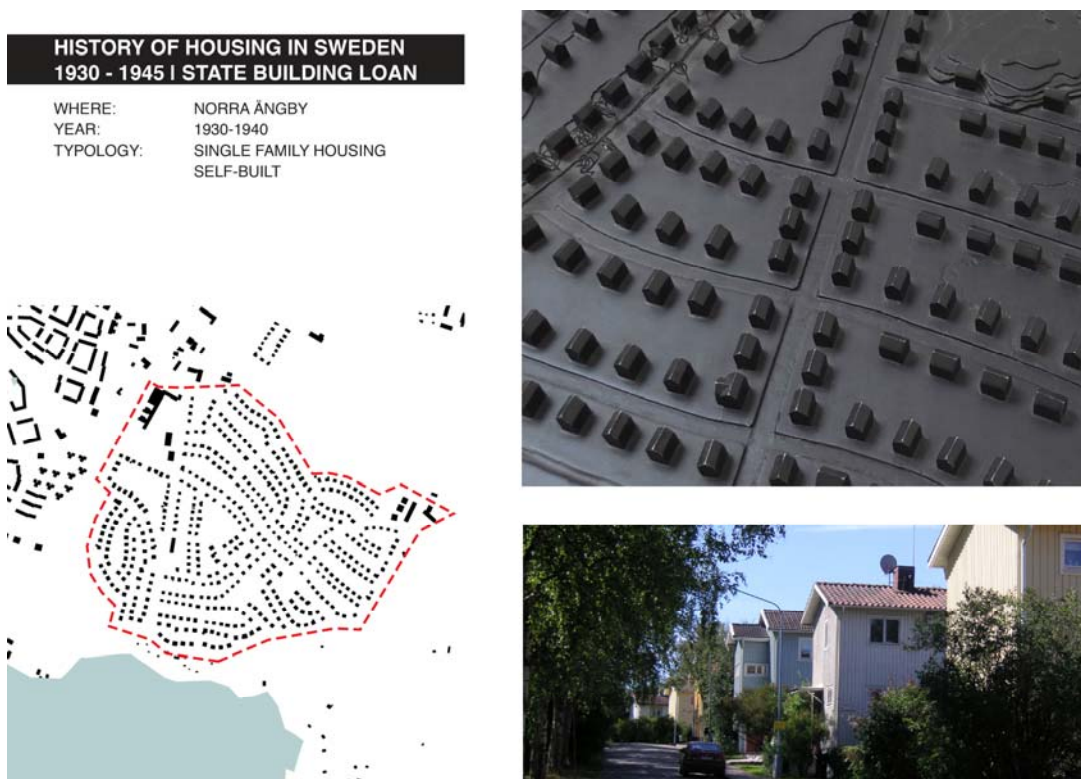 HISTORY OF HOUSING IN SWEDEN
1930 - 1945 I STATE BUILDING LOAN
WHERE: NORRA ÄNGBY
YEAR: 1930-1940
TYPOLOGY: SINGLE FAMILY HOUSING
SELF-BUILT